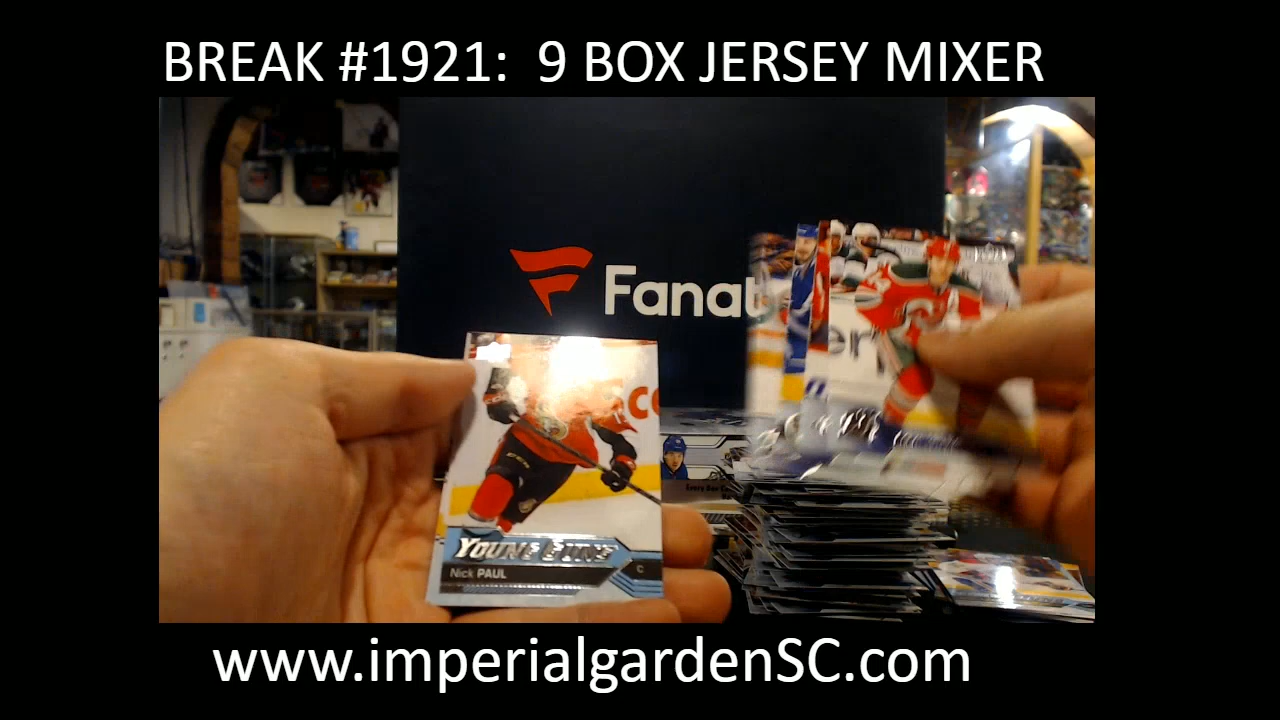 BREAK #1921:  9 BOX JERSEY MIXER
Fanat
YOUNG GUNS
Nick PAUL
C
www.imperialgardenSC.com